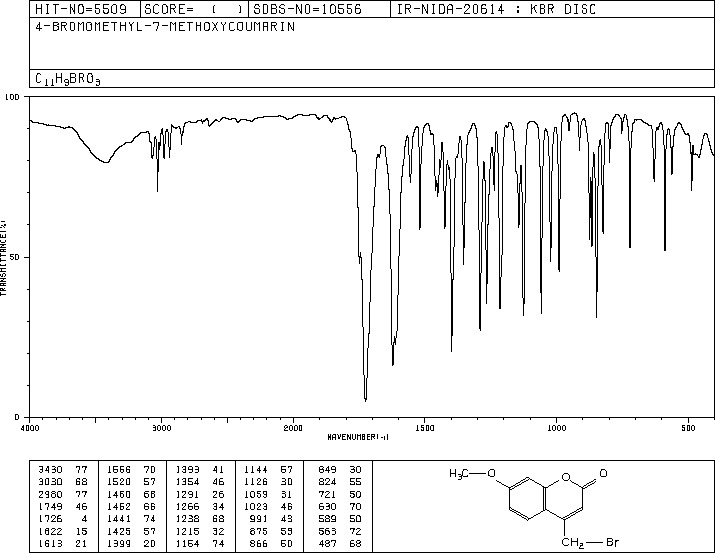 HIT-NO=5509 SCORE= ( ) SDBS-NO=10556 IR-NIDA-20614 : KBR DISC
4-BROMOMETHYL-7-METHOXYCOUMARIN
C11H9BRO3
100
50
0
TRANSMITTANCE(%)
4000 3000 2000 1500 1000 500
WAVENUMBER(-1)
3430 77 1556 70 1393 41 1144 57 849 30
3030 68 1520 57 1354 46 1126 30 824 55
2980 77 1460 66 1291 26 1059 31 721 50
1749 46 1452 66 1266 34 1023 46 630 70
1726 4 1441 74 1238 68 991 43 589 50
1622 15 1425 57 1215 32 875 55 563 72
1613 21 1399 20 1154 74 866 50 487 68
H3C O O O
CH2 Br